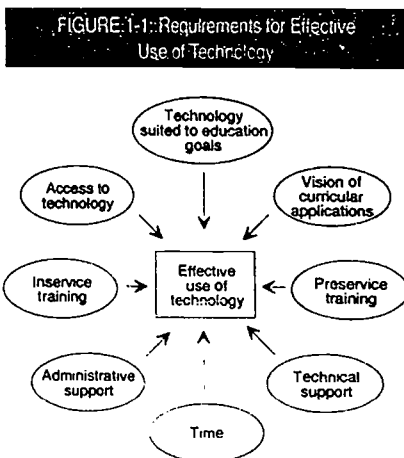 FIGURE 1-1: Requirements for Effective
Use of Technology
Technology
suited to education
goals
Access to
technology
Vision of
curricular
applications
Effective
use of
technology
Inservice
training
Preservice
training
Administrative
support
Technical
support
Time